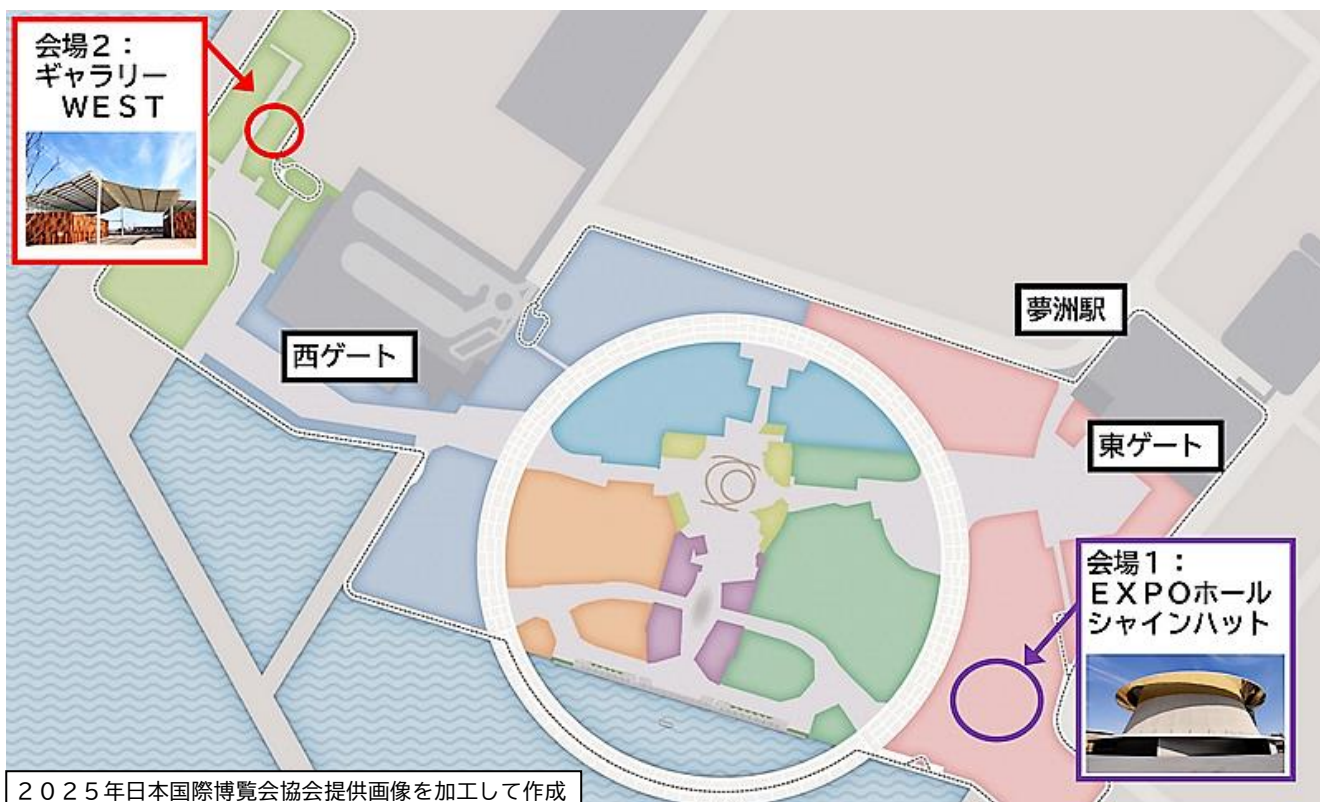 会場２：
ギャラリー
ＷＥＳＴ
夢洲駅
西ゲート
東ゲート
会場１：
ＥＸＰＯホール
シャインハット
２０２５年日本国際博覧会協会提供画像を加工して作成